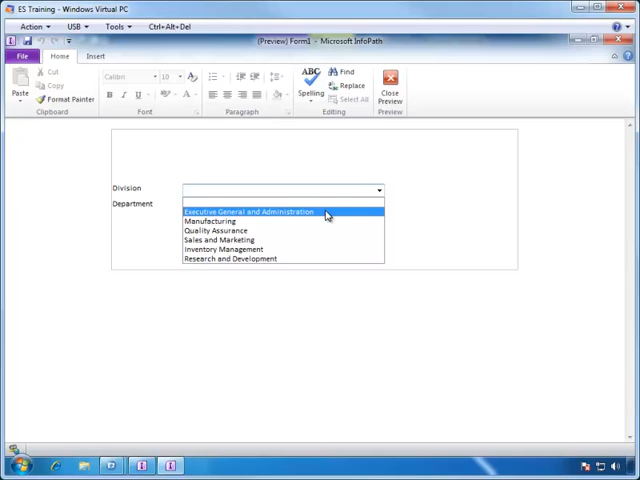 ES Training - Windows Virtual PC
Action USB Tools Ctrl+Alt+Del
(Preview) Form1 - Microsoft InfoPath
File Home Insert
Paste
Cut
Copy
Format Painter
Clipboard
Calibri 10
B I U
Font
Paragraph
ABC
Spelling
Find
Replace
Select All
Editing
Close
Preview
Preview
Division
Department
Executive General and Administration
Manufacturing
Quality Assurance
Sales and Marketing
Inventory Management
Research and Development